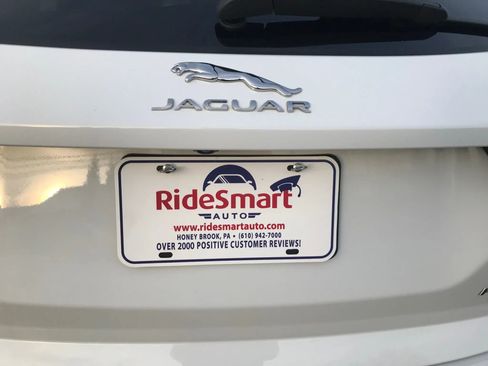 JAGUAR
RideSmart
AUTO
www.ridesmartauto.com
HONEY BROOK, PA • (610) 942-7000
OVER 2000 POSITIVE CUSTOMER REVIEWS!